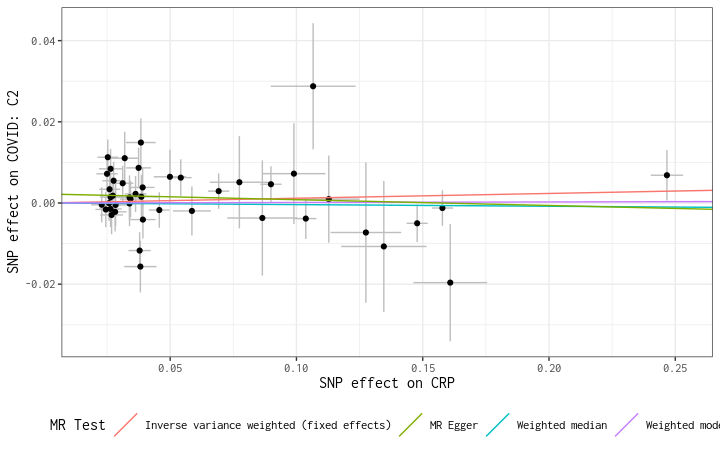 SNP effect on COVID: C2
0.04
0.02
0.00
−0.02
0.05
0.10
0.15
0.20
0.25
SNP effect on CRP
MR Test
Inverse variance weighted (fixed effects)
MR Egger
Weighted median
Weighted mode